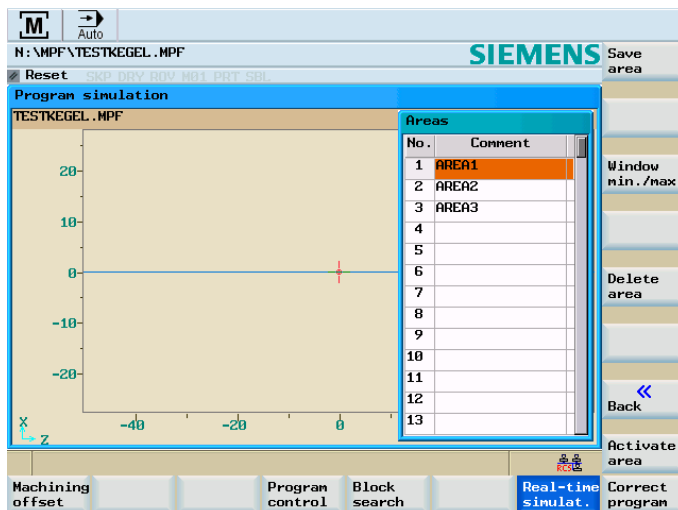 M
Auto
N:\MPF\TESTKEGEL.MPF
SIEMENS
Reset SKP DRY ROV M01 PRT SBL
Program simulation
TESTKEGEL.MPF
Areas
No. Comment
1 AREA1
2 AREA2
3 AREA3
4
5
6
7
8
9
10
11
12
13
20
10
0
-10
-20
-40 -20 0
X
Z
RCS
Save
area
Window
min./max
Delete
area
Back
Activate
area
Correct
program
Machining
offset
Program
control
Block
search
Real-time
simulat.